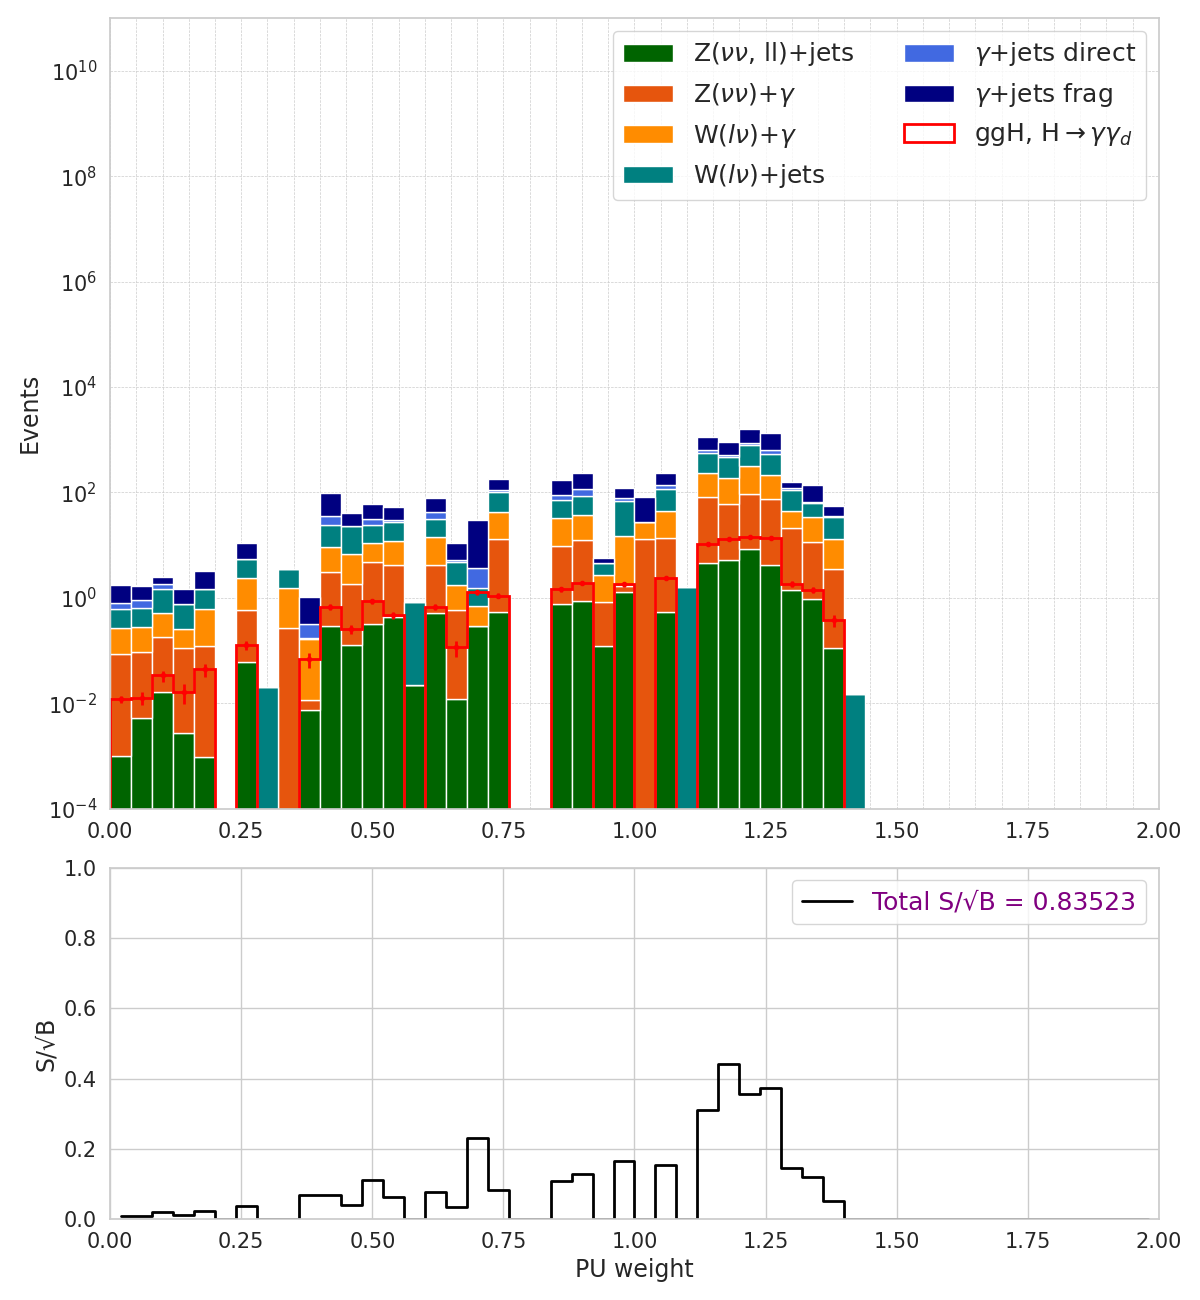 Z(νν, ll)+jets
Z(νν)+γ
W(lν)+γ
W(lν)+jets
γ+jets direct
γ+jets frag
ggH, H→γγ_d
Events
10^10
10^8
10^6
10^4
10^2
10^0
10^−2
10^−4
0.00 0.25 0.50 0.75 1.00 1.25 1.50 1.75 2.00
Total S/√B = 0.83523
S/√B
1.0
0.8
0.6
0.4
0.2
0.0
0.00 0.25 0.50 0.75 1.00 1.25 1.50 1.75 2.00
PU weight